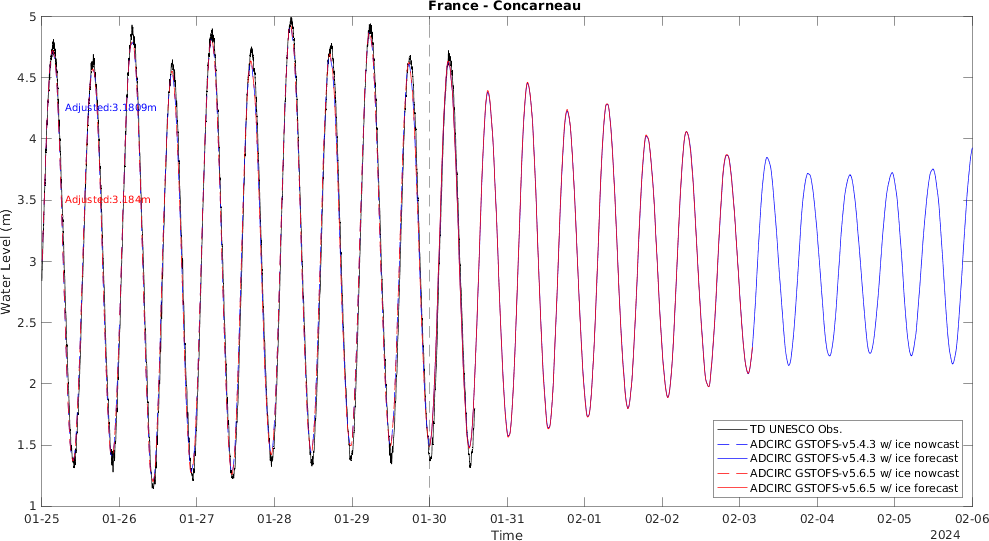 France - Concarneau
Water Level (m)
5
4.5
4
3.5
3
2.5
2
1.5
1
Adjusted:3.1809m
Adjusted:3.184m
TD UNESCO Obs.
ADCIRC GSTOFS-v5.4.3 w/ ice nowcast
ADCIRC GSTOFS-v5.4.3 w/ ice forecast
ADCIRC GSTOFS-v5.6.5 w/ ice nowcast
ADCIRC GSTOFS-v5.6.5 w/ ice forecast
01-25 01-26 01-27 01-28 01-29 01-30 01-31 02-01 02-02 02-03 02-04 02-05 02-06
Time
2024